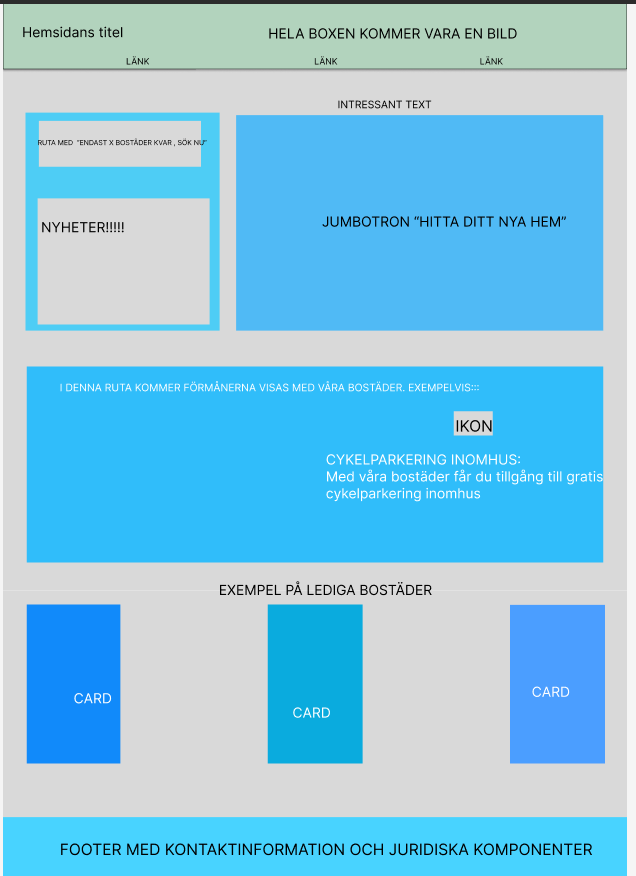 Hemsidans titel
HELA BOXEN KOMMER VARA EN BILD
LÄNK
LÄNK
LÄNK
INTRESSANT TEXT
RUTA MED "ENDAST X BOSTÄDER KVAR , SÖK NU"
NYHETER!!!!!
JUMBOTRON “HITTA DITT NYA HEM”
I DENNA RUTA KOMMER FÖRMÅNERNA VISAS MED VÅRA BOSTÄDER. EXEMPELVIS:::
IKON
CYKELPARKERING INOMHUS:
Med våra bostäder får du tillgång till gratis
cykelparkering inomhus
EXEMPEL PÅ LEDIGA BOSTÄDER
CARD
CARD
CARD
FOOTER MED KONTAKTINFORMATION OCH JURIDISKA KOMPONENTER